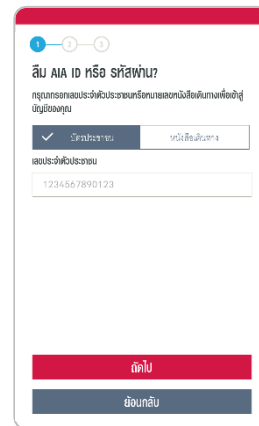 1 2 3
ลืม AIA ID หรือ รหัสผ่าน?
กรุณากรอกเลขประจำตัวประชาชนหรือหมายเลขหนังสือเดินทางเพื่อเข้าสู่
บัญชีของคุณ
บัตรประชาชน หนังสือเดินทาง
เลขประจำตัวประชาชน
1234567890123
ถัดไป
ย้อนกลับ